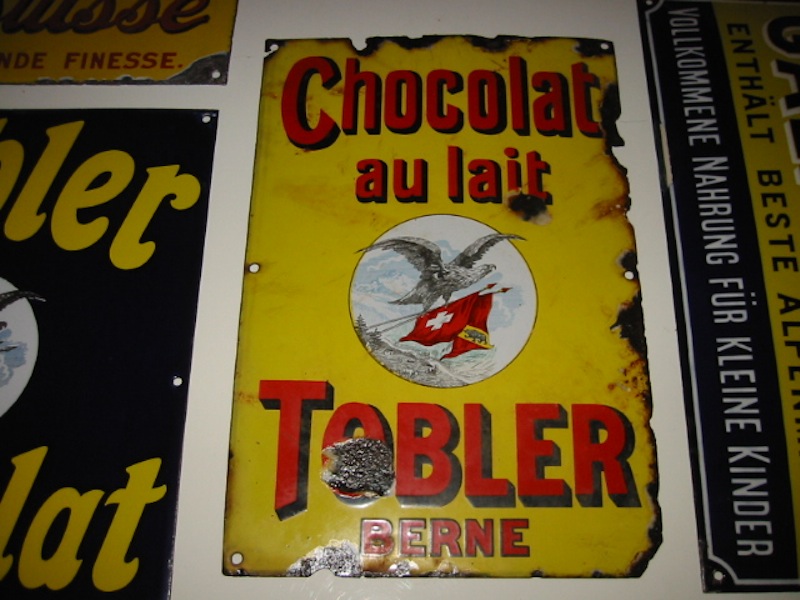 NDE FINESSE.
Chocolat
au lait
TOBLER
BERNE
bler
lat
VOLLKOMMENE NAHRUNG FÜR KLEINE KINDER
ENTHÄLT BESTE ALPENM